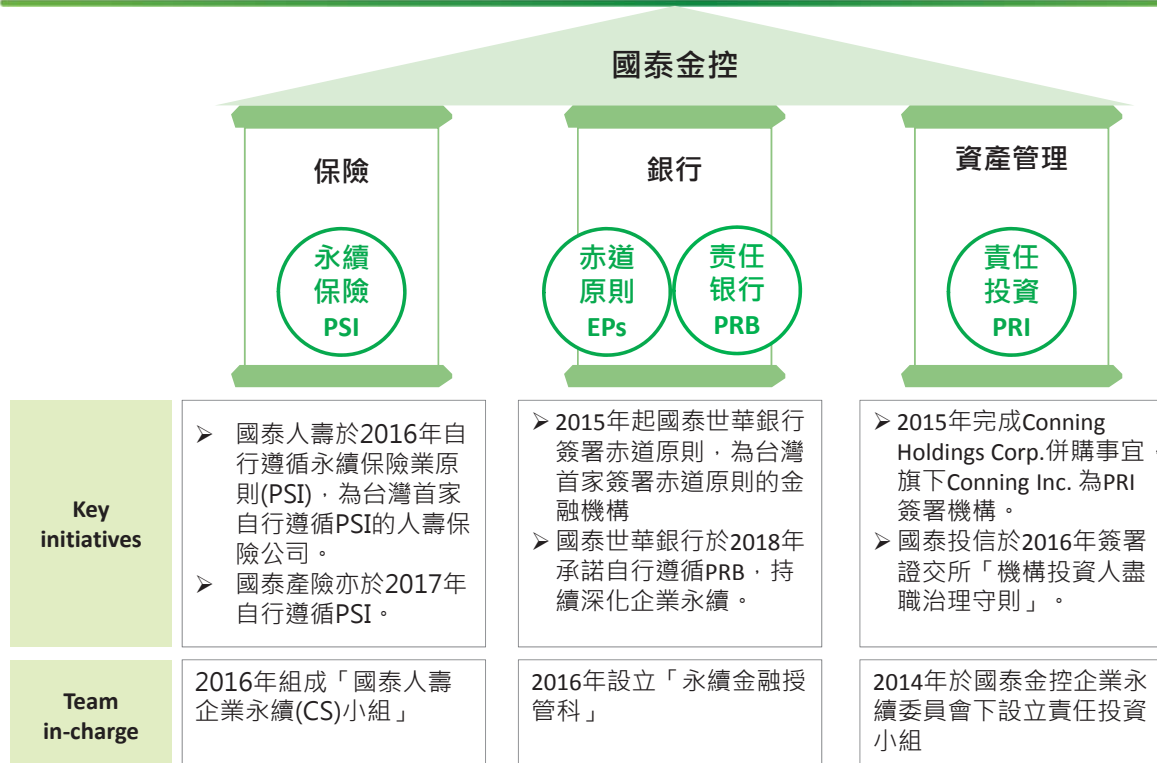 國泰金控
保險
永續
保險
PSI
銀行
赤道
原則
EPs
责任
银行
PRB
資產管理
責任
投資
PRI
Key
initiatives
➢ 國泰人壽於2016年自
行遵循永續保險業原
則(PSI)，為台灣首家
自行遵循PSI的人壽保
險公司。
➢ 國泰產險亦於2017年
自行遵循PSI。
➢ 2015年起國泰世華銀行
簽署赤道原則，為台灣
首家簽署赤道原則的金
融機構
➢ 國泰世華銀行於2018年
承諾自行遵循PRB，持
續深化企業永續。
➢ 2015年完成Conning
Holdings Corp.併購事宜，
旗下Conning Inc. 為PRI
簽署機構。
➢ 國泰投信於2016年簽署
證交所「機構投資人盡
職治理守則」。
Team
in-charge
2016年組成「國泰人壽
企業永續(CS)小組」
2016年設立「永續金融授
管科」
2014年於國泰金控企業永
續委員會下設立責任投資
小組